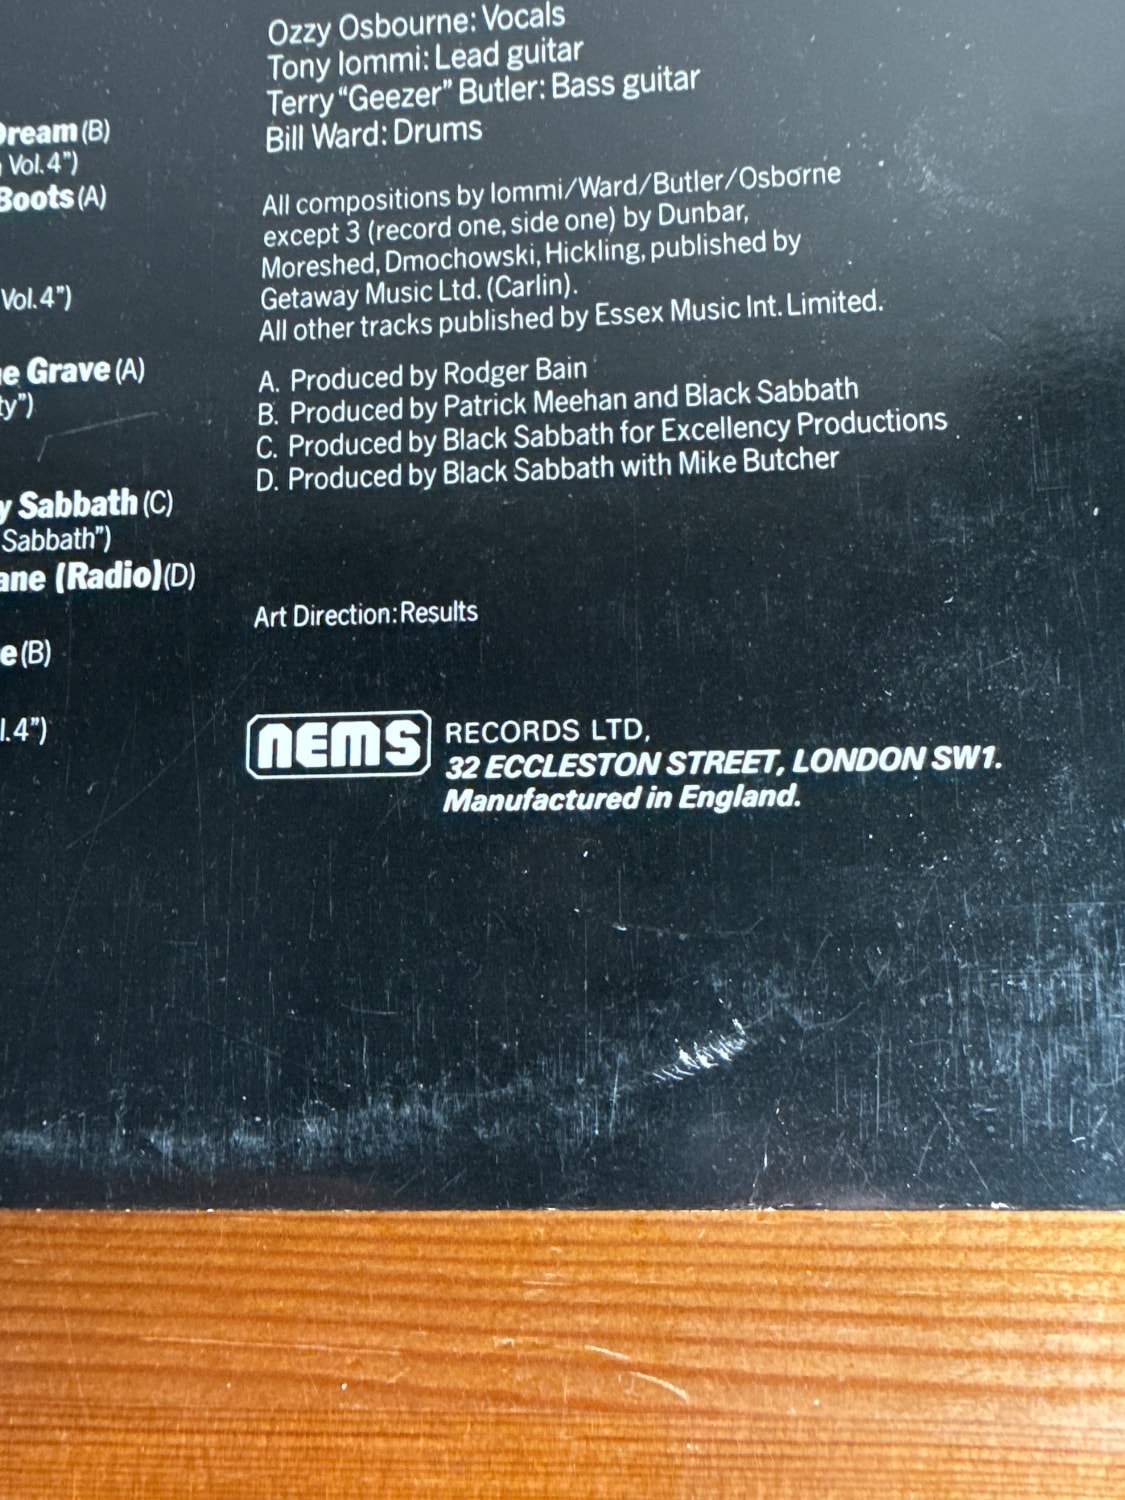 Ozzy Osbourne: Vocals
Tony Iommi: Lead guitar
Terry “Geezer” Butler: Bass guitar
Bill Ward: Drums
All compositions by Iommi/Ward/Butler/Osborne
except 3 (record one, side one) by Dunbar,
Moreshed, Dmochowski, Hickling, published by
Getaway Music Ltd. (Carlin).
All other tracks published by Essex Music Int. Limited.
A. Produced by Rodger Bain
B. Produced by Patrick Meehan and Black Sabbath
C. Produced by Black Sabbath for Excellency Productions
D. Produced by Black Sabbath with Mike Butcher
Art Direction: Results
NEMS RECORDS LTD,
32 ECCLESTON STREET, LONDON SW1.
Manufactured in England.
Dream (B)
Vol. 4”)
Boots (A)
Vol. 4”)
e Grave (A)
ty”)
y Sabbath (C)
Sabbath”)
ane (Radio) (D)
e (B)
l. 4”)